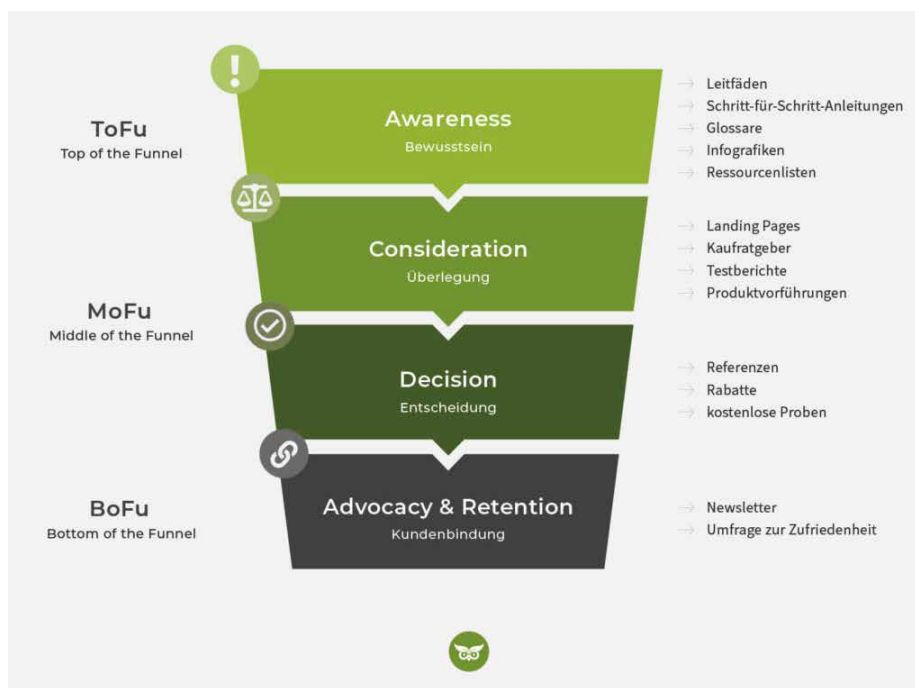 ToFu
Top of the Funnel
Awareness
Bewusstsein
Leitfäden
Schritt-für-Schritt-Anleitungen
Glossare
Infografiken
Ressourcenlisten
Consideration
Überlegung
Landing Pages
Kaufratgeber
Testberichte
Produktvorführungen
MoFu
Middle of the Funnel
Decision
Entscheidung
Referenzen
Rabatte
kostenlose Proben
BoFu
Bottom of the Funnel
Advocacy & Retention
Kundenbindung
Newsletter
Umfrage zur Zufriedenheit